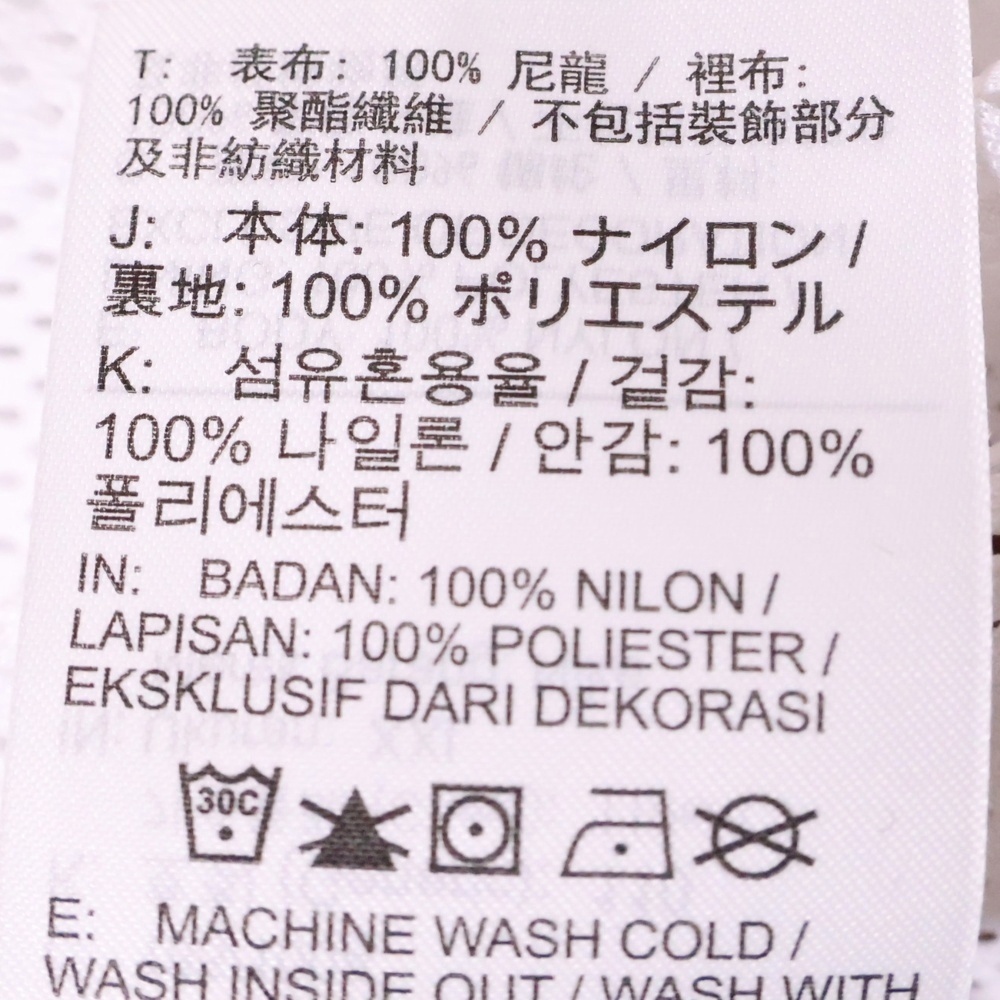 T: 表布: 100% 尼龍 / 裡布:
100% 聚酯纖維 / 不包括裝飾部分
及非紡織材料
J: 本体: 100% ナイロン /
裏地: 100% ポリエステル
K: 섬유혼용율 / 겉감:
100% 나일론 / 안감: 100%
폴리에스터
IN: BADAN: 100% NILON /
LAPISAN: 100% POLIESTER /
EKSKLUSIF DARI DEKORASI
30C
E: MACHINE WASH COLD /
WASH INSIDE OUT / WASH WITH